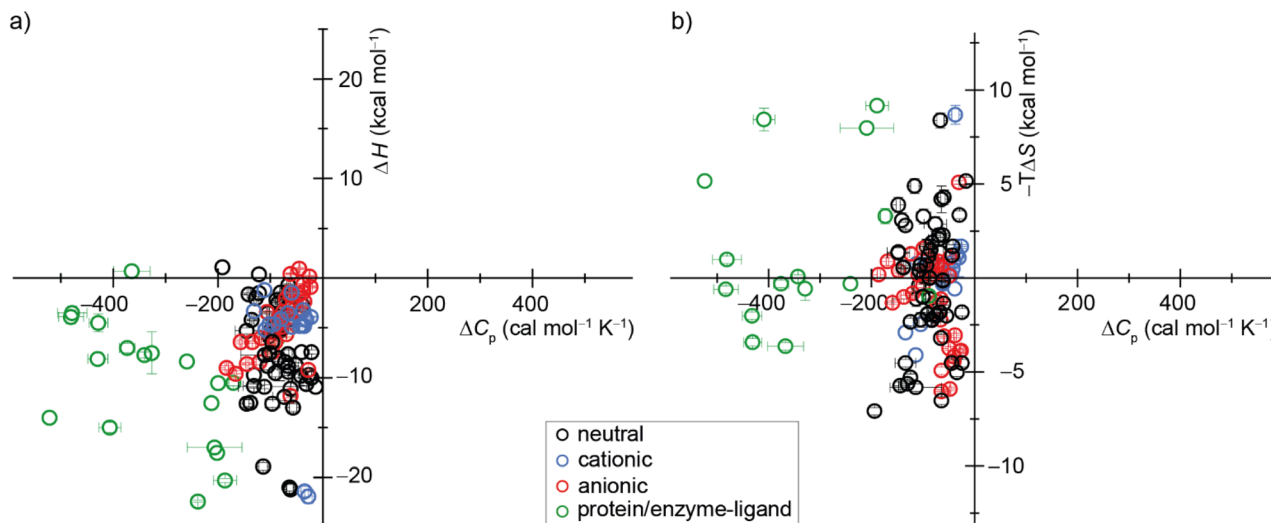 a)
20
10
−10
−20
ΔH (kcal mol⁻¹)
−400
−200
200
400
ΔCp (cal mol⁻¹ K⁻¹)
b)
10
5
−5
−10
−TΔS (kcal mol⁻¹)
−400
−200
200
400
ΔCp (cal mol⁻¹ K⁻¹)
neutral
cationic
anionic
protein/enzyme-ligand